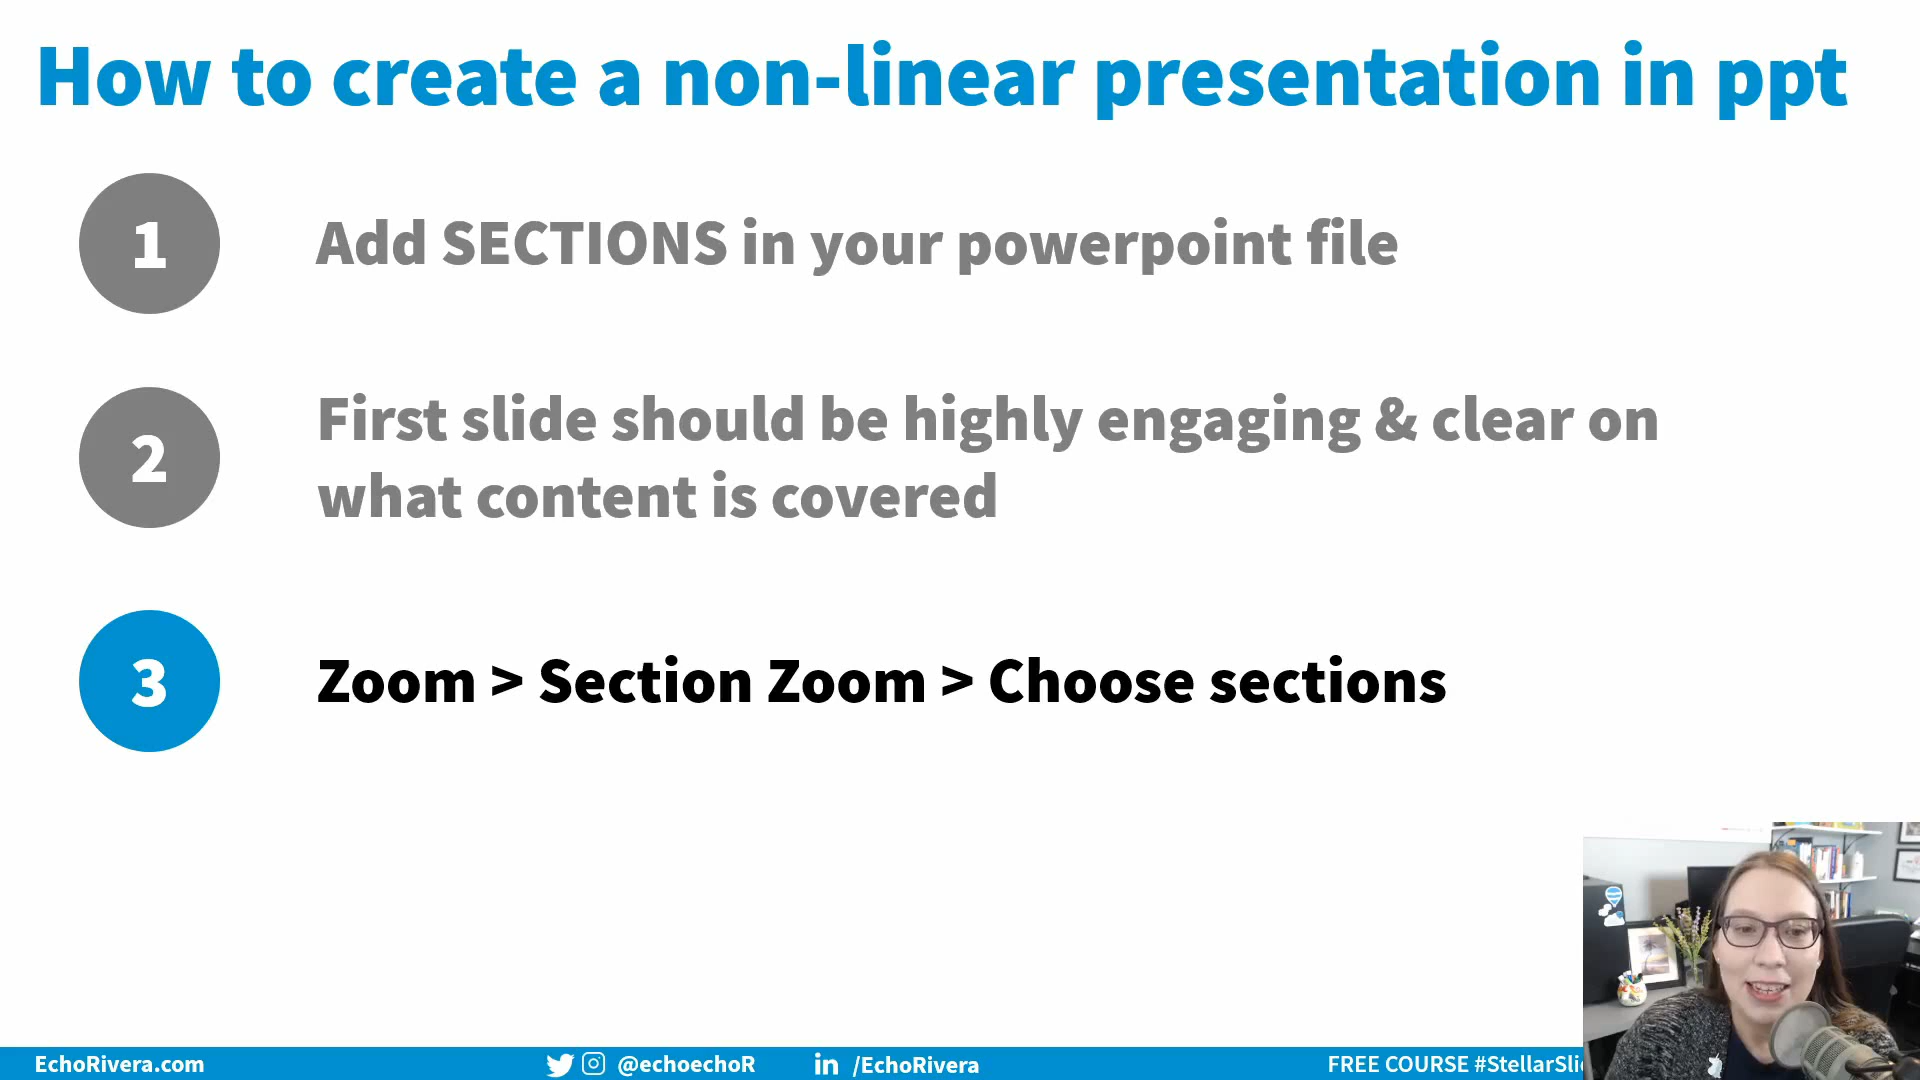 How to create a non-linear presentation in ppt
1
Add SECTIONS in your powerpoint file
2
First slide should be highly engaging & clear on
what content is covered
3
Zoom > Section Zoom > Choose sections
EchoRivera.com
@echoechoR
in /EchoRivera
FREE COURSE